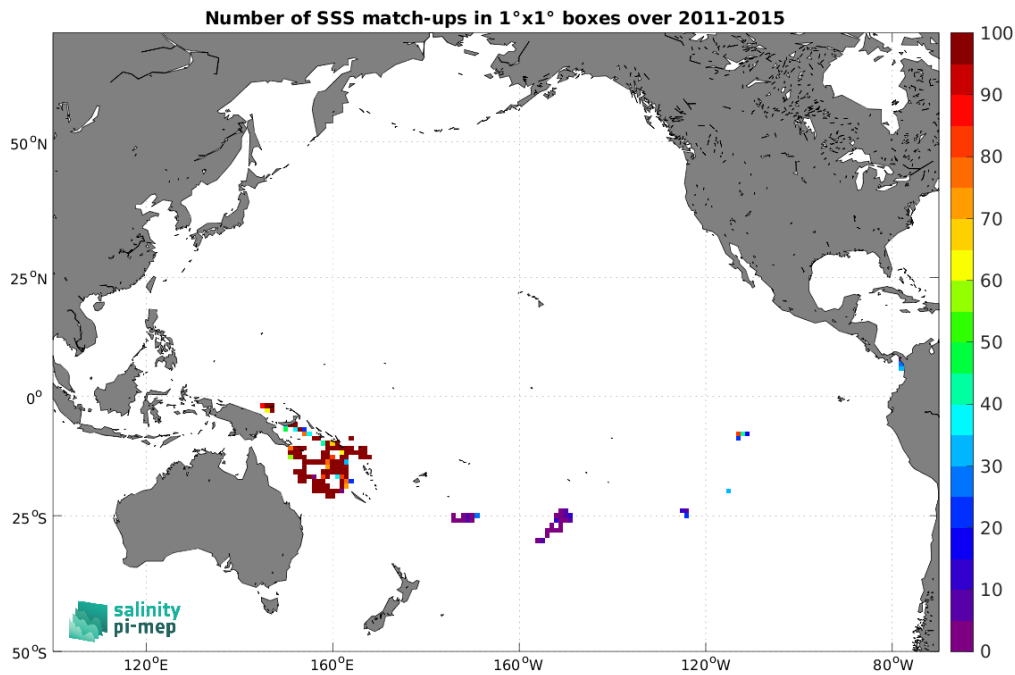 Number of SSS match-ups in 1°x1° boxes over 2011-2015
50°N
25°N
0°
25°S
50°S
120°E
160°E
160°W
120°W
80°W
100
90
80
70
60
50
40
30
20
10
0
salinity
pi-mep